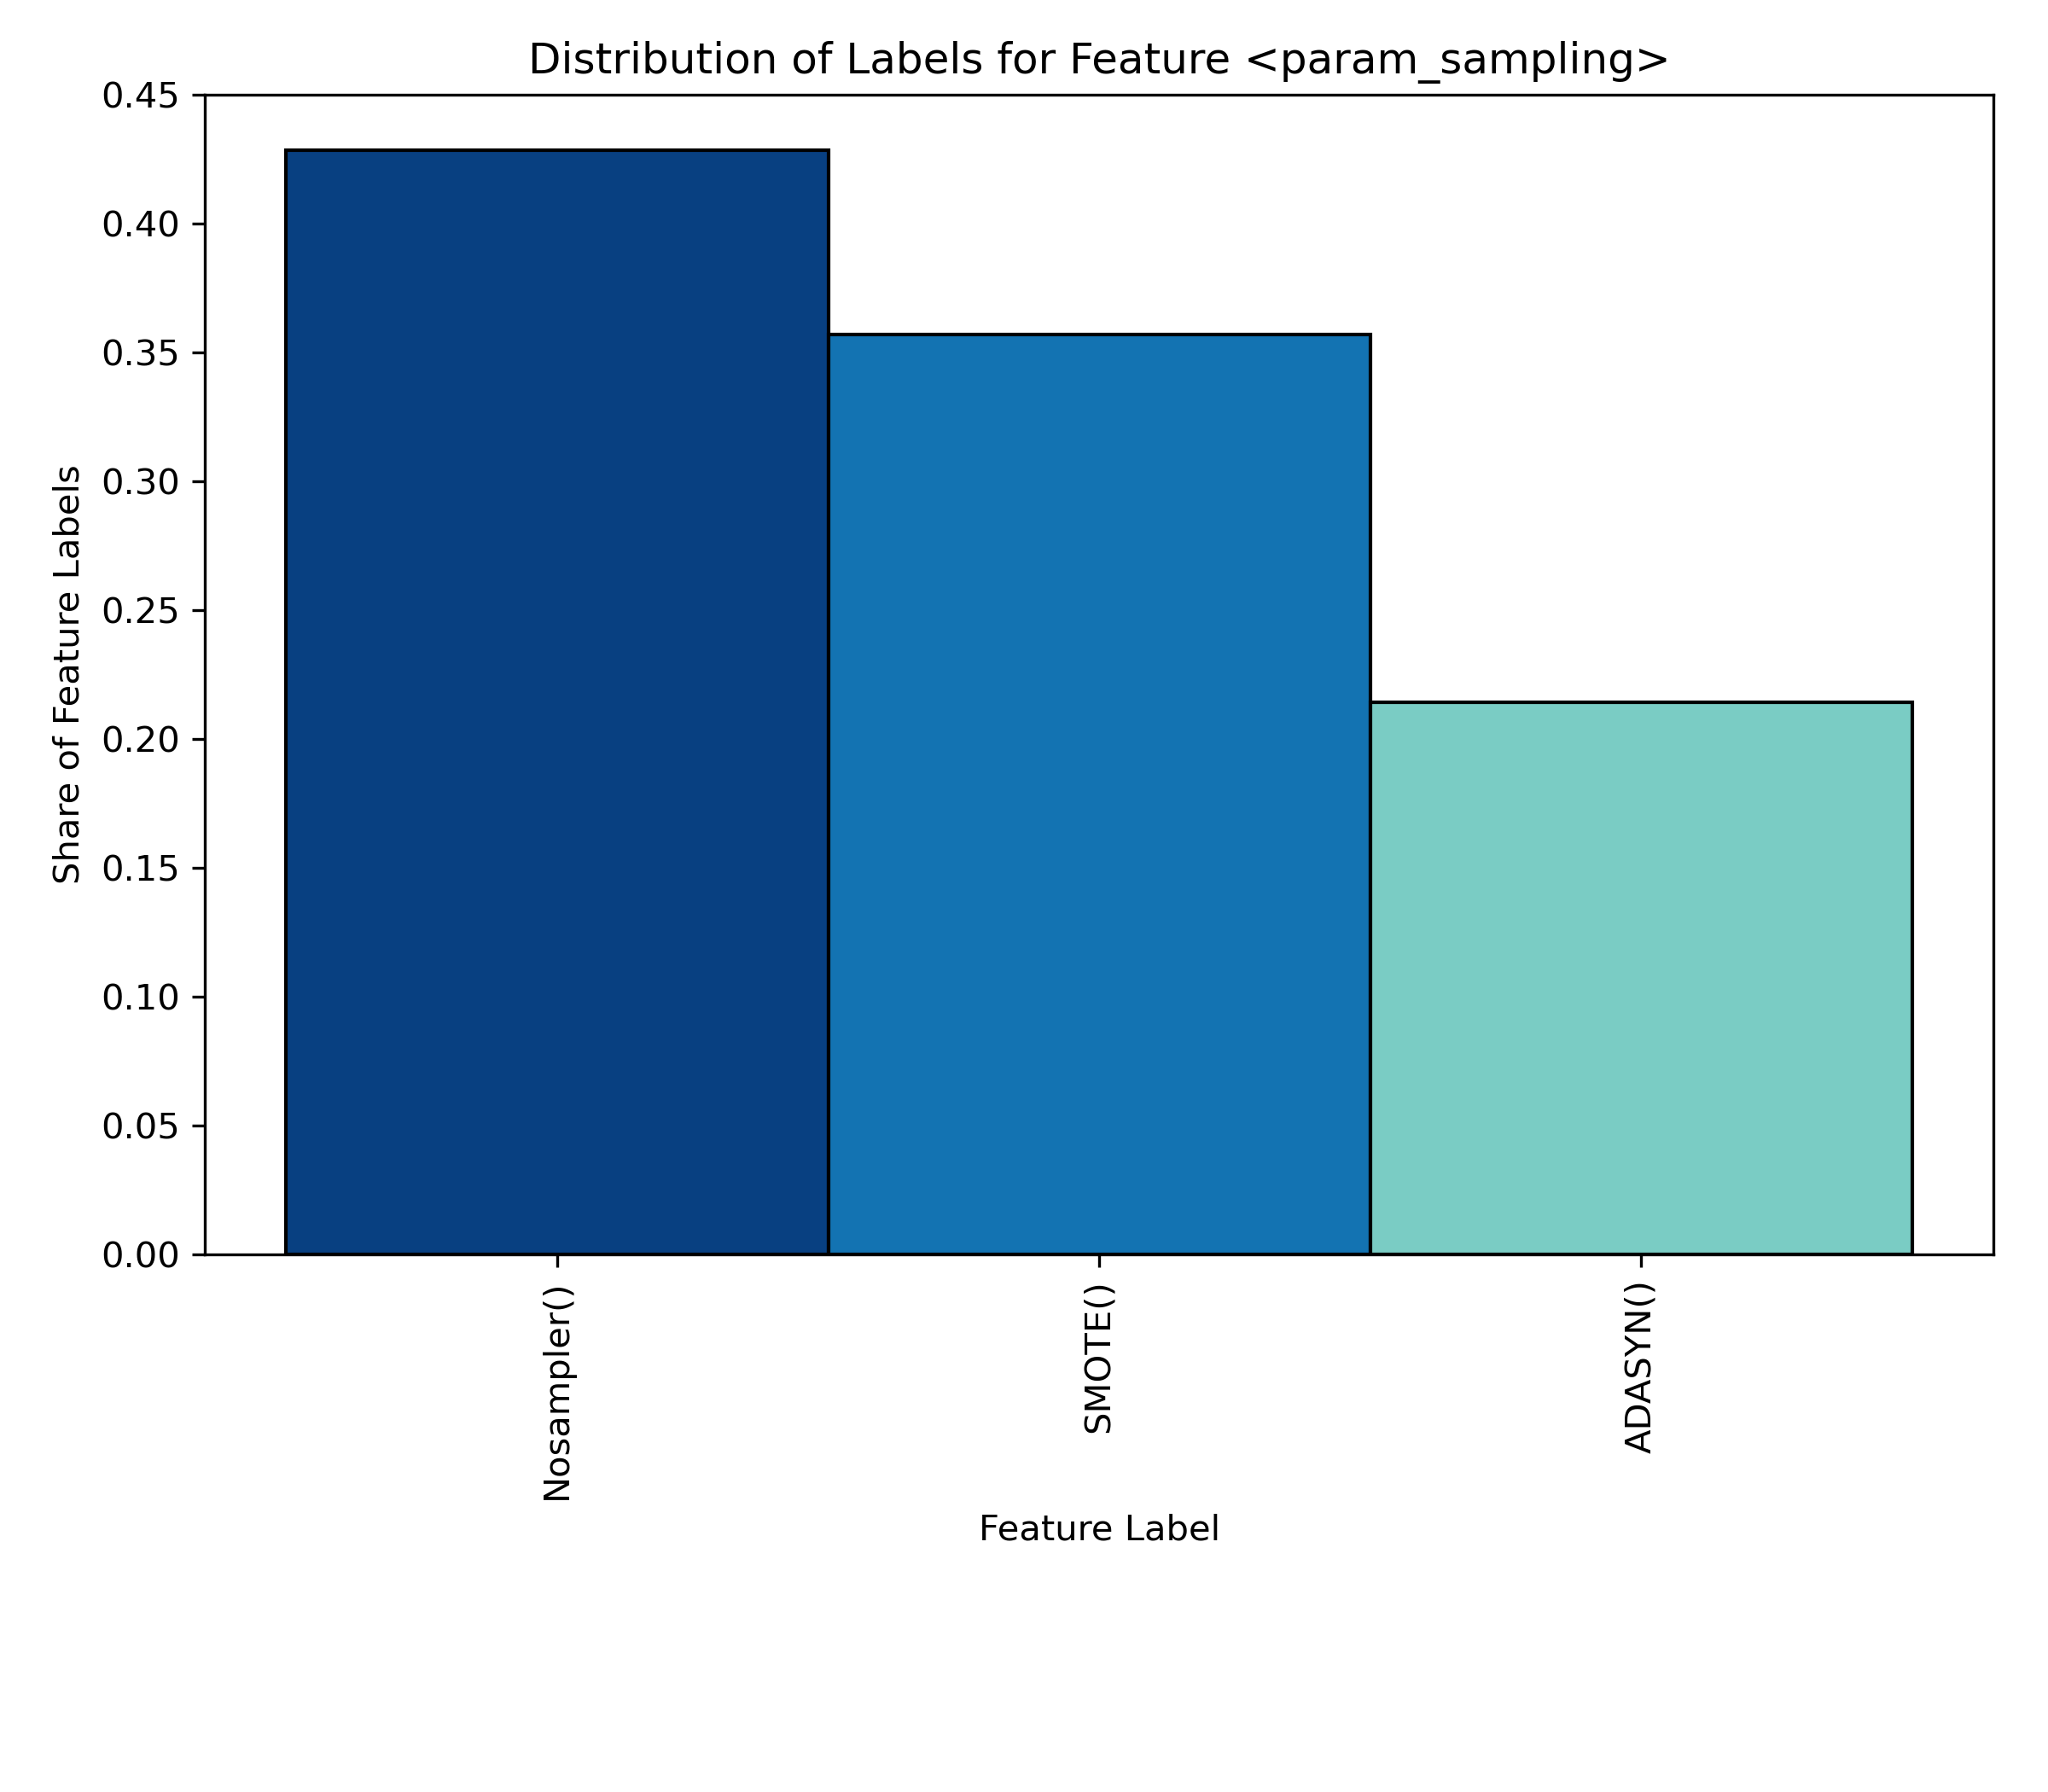 Distribution of Labels for Feature <param_sampling>
0.45
0.40
0.35
0.30
0.25
0.20
0.15
0.10
0.05
0.00
Share of Feature Labels
Nosampler()
SMOTE()
ADASYN()
Feature Label